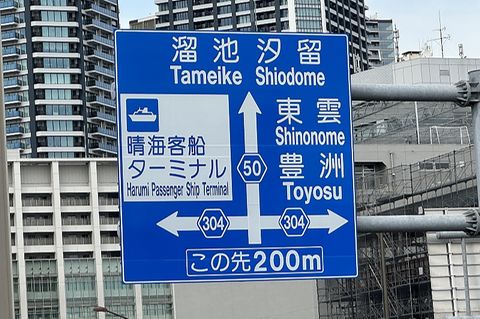 溜池 汐留
Tameike Shiodome
晴海客船
ターミナル
Harumi Passenger Ship Terminal
東雲
Shinonome
豊洲
Toyosu
50
304
304
この先200m